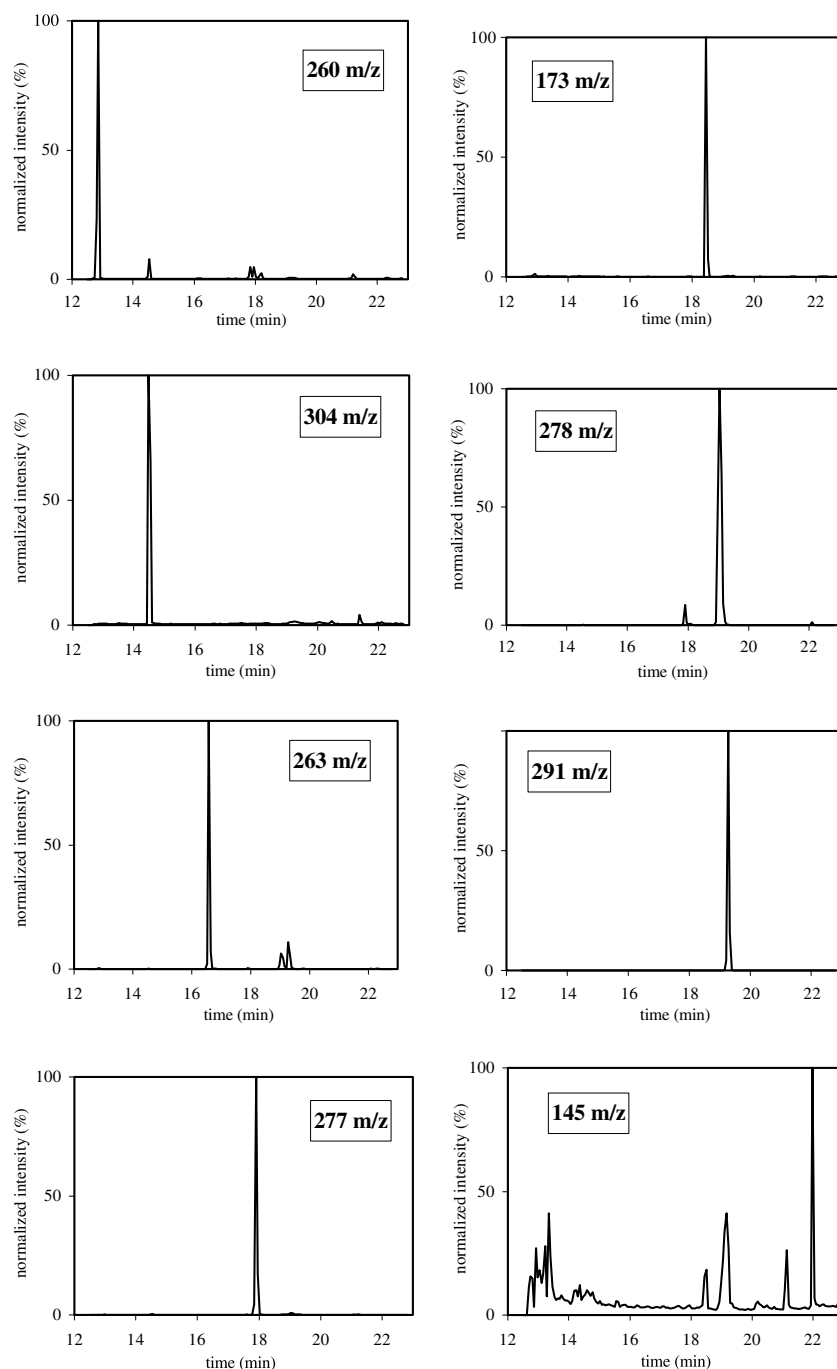 100
50
0
normalized intensity (%)
260 m/z
12 14 16 18 20 22
time (min)
100
50
0
normalized intensity (%)
173 m/z
12 14 16 18 20 22
time (min)
100
50
0
normalized intensity (%)
304 m/z
12 14 16 18 20 22
time (min)
100
50
0
normalized intensity (%)
278 m/z
12 14 16 18 20 22
time (min)
100
50
0
normalized intensity (%)
263 m/z
12 14 16 18 20 22
time (min)
50
0
normalized intensity (%)
291 m/z
12 14 16 18 20 22
time (min)
100
50
0
normalized intensity (%)
277 m/z
12 14 16 18 20 22
time (min)
100
50
0
normalized intensity (%)
145 m/z
12 14 16 18 20 22
time (min)